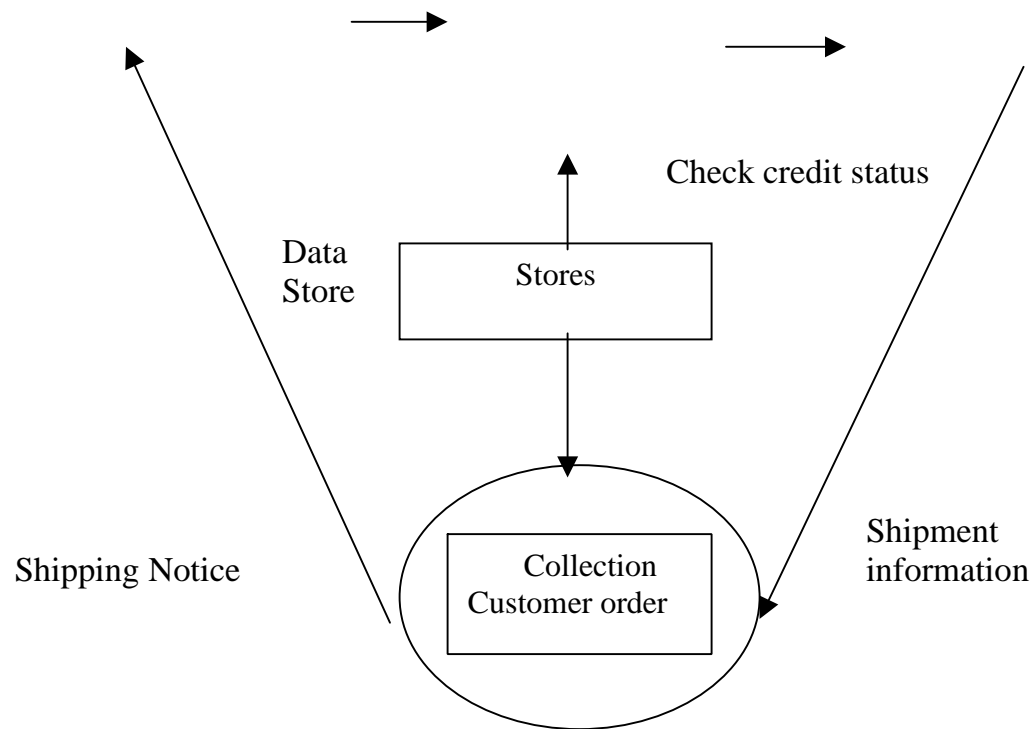 Check credit status
Data
Store
Stores
Shipping Notice
Collection
Customer order
Shipment
information